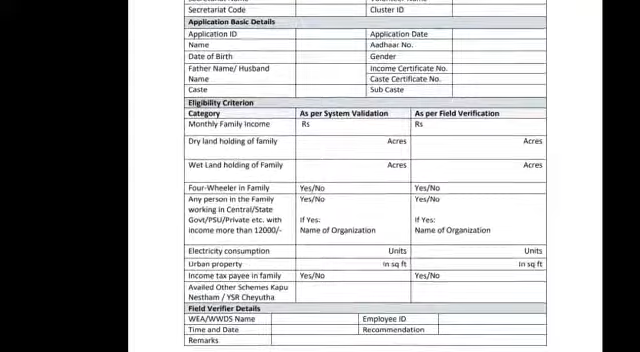 Secretariat Code Cluster ID
Application Basic Details
Application ID Application Date
Name Aadhaar No.
Date of Birth Gender
Father Name/ Husband Income Certificate No.
Name Caste Certificate No.
Caste Sub Caste
Eligibility Criterion
Category As per System Validation As per Field Verification
Monthly Family Income Rs Rs
Dry land holding of family Acres Acres
Wet Land holding of Family Acres Acres
Four-Wheeler in Family Yes/No Yes/No
Any person in the Family Yes/No Yes/No
working in Central/State
Govt/PSU/Private etc. with If Yes: If Yes:
income more than 12000/- Name of Organization Name of Organization
Electricity consumption Units Units
Urban property In sq ft In sq ft
Income tax payee in family Yes/No Yes/No
Availed Other Schemes Kapu
Nestham / YSR Cheyutha
Field Verifier Details
WEA/WWDS Name Employee ID
Time and Date Recommendation
Remarks